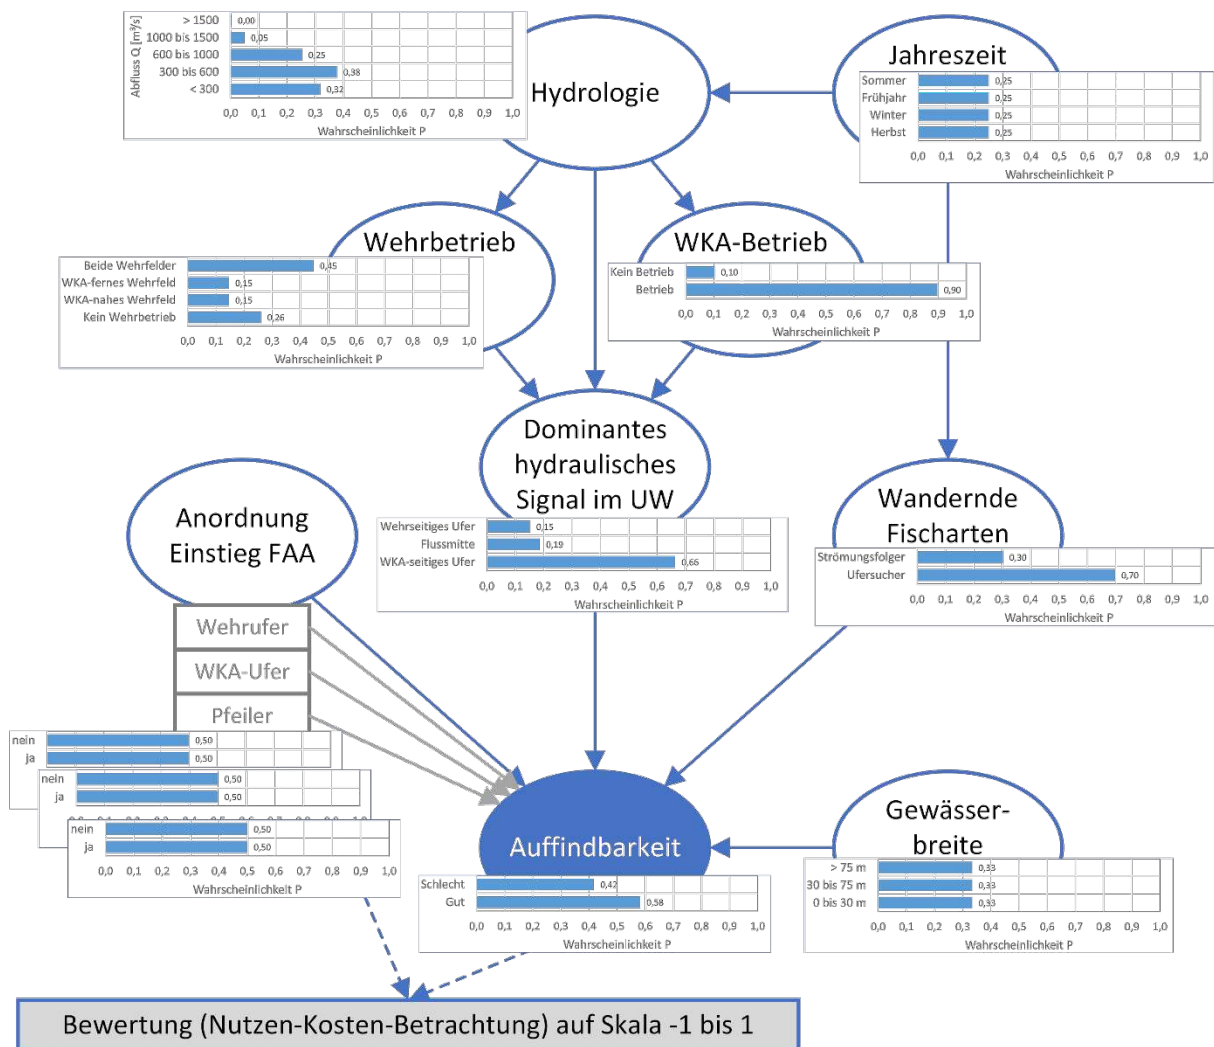 Hydrologie
Abfluss Q [m³/s]
> 1500 0,00
1000 bis 1500 0,05
600 bis 1000 0,25
300 bis 600 0,38
< 300 0,32
0,0 0,1 0,2 0,3 0,4 0,5 0,6 0,7 0,8 0,9 1,0
Wahrscheinlichkeit P
Jahreszeit
Sommer 0,25
Frühjahr 0,25
Winter 0,25
Herbst 0,25
0,0 0,1 0,2 0,3 0,4 0,5 0,6 0,7 0,8 0,9 1,0
Wahrscheinlichkeit P
Wehrbetrieb
Beide Wehrfelder 0,45
WKA-fernes Wehrfeld 0,15
WKA-nahes Wehrfeld 0,15
Kein Wehrbetrieb 0,26
0,0 0,1 0,2 0,3 0,4 0,5 0,6 0,7 0,8 0,9 1,0
Wahrscheinlichkeit P
WKA-Betrieb
Kein Betrieb 0,10
Betrieb 0,90
0,0 0,1 0,2 0,3 0,4 0,5 0,6 0,7 0,8 0,9 1,0
Wahrscheinlichkeit P
Dominantes
hydraulisches
Signal im UW
Wehrseitiges Ufer 0,15
Flussmitte 0,19
WKA-seitiges Ufer 0,66
0,0 0,1 0,2 0,3 0,4 0,5 0,6 0,7 0,8 0,9 1,0
Wahrscheinlichkeit P
Wandernde
Fischarten
Strömungsfolger 0,30
Ufersucher 0,70
0,0 0,1 0,2 0,3 0,4 0,5 0,6 0,7 0,8 0,9 1,0
Wahrscheinlichkeit P
Anordnung
Einstieg FAA
Wehrufer
WKA-Ufer
Pfeiler
nein 0,50
ja 0,50
nein 0,50
ja 0,50
nein 0,50
ja 0,50
0,0 0,1 0,2 0,3 0,4 0,5 0,6 0,7 0,8 0,9 1,0
Wahrscheinlichkeit P
Auffindbarkeit
Schlecht 0,42
Gut 0,58
0,0 0,1 0,2 0,3 0,4 0,5 0,6 0,7 0,8 0,9 1,0
Wahrscheinlichkeit P
Gewässer-
breite
> 75 m 0,33
30 bis 75 m 0,33
0 bis 30 m 0,33
0,0 0,1 0,2 0,3 0,4 0,5 0,6 0,7 0,8 0,9 1,0
Wahrscheinlichkeit P
Bewertung (Nutzen-Kosten-Betrachtung) auf Skala -1 bis 1